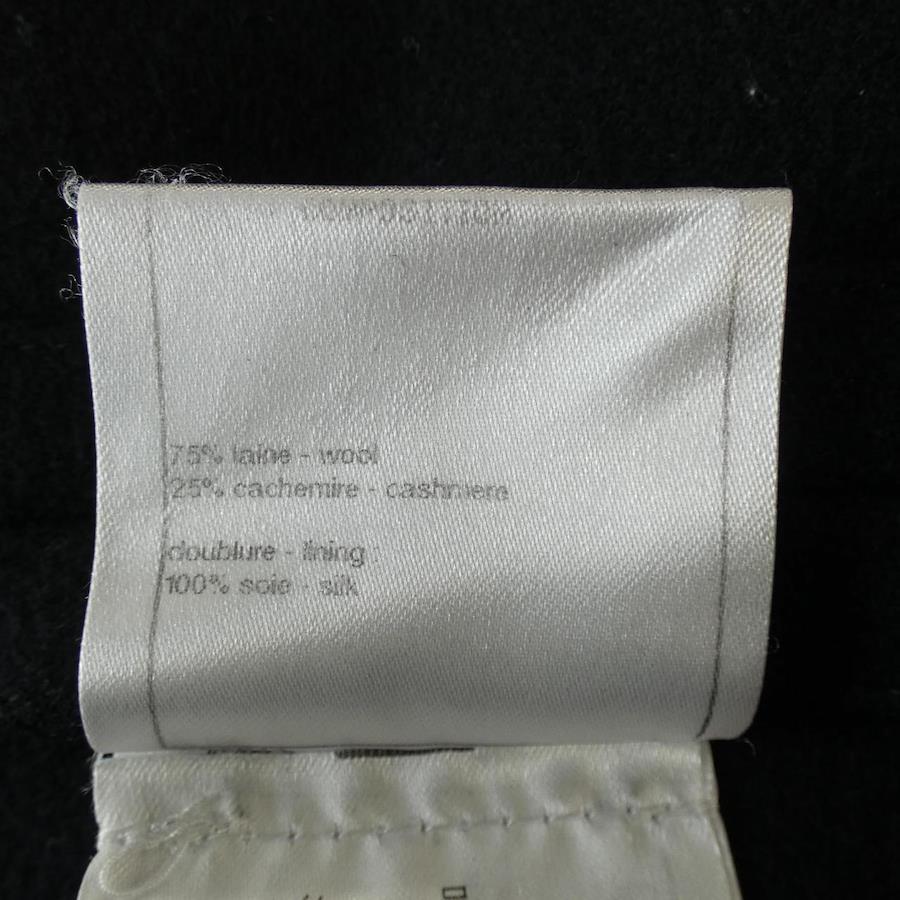 75% laine - wool
25% cachemire - cashmere
doublure - lining :
100% soie - silk